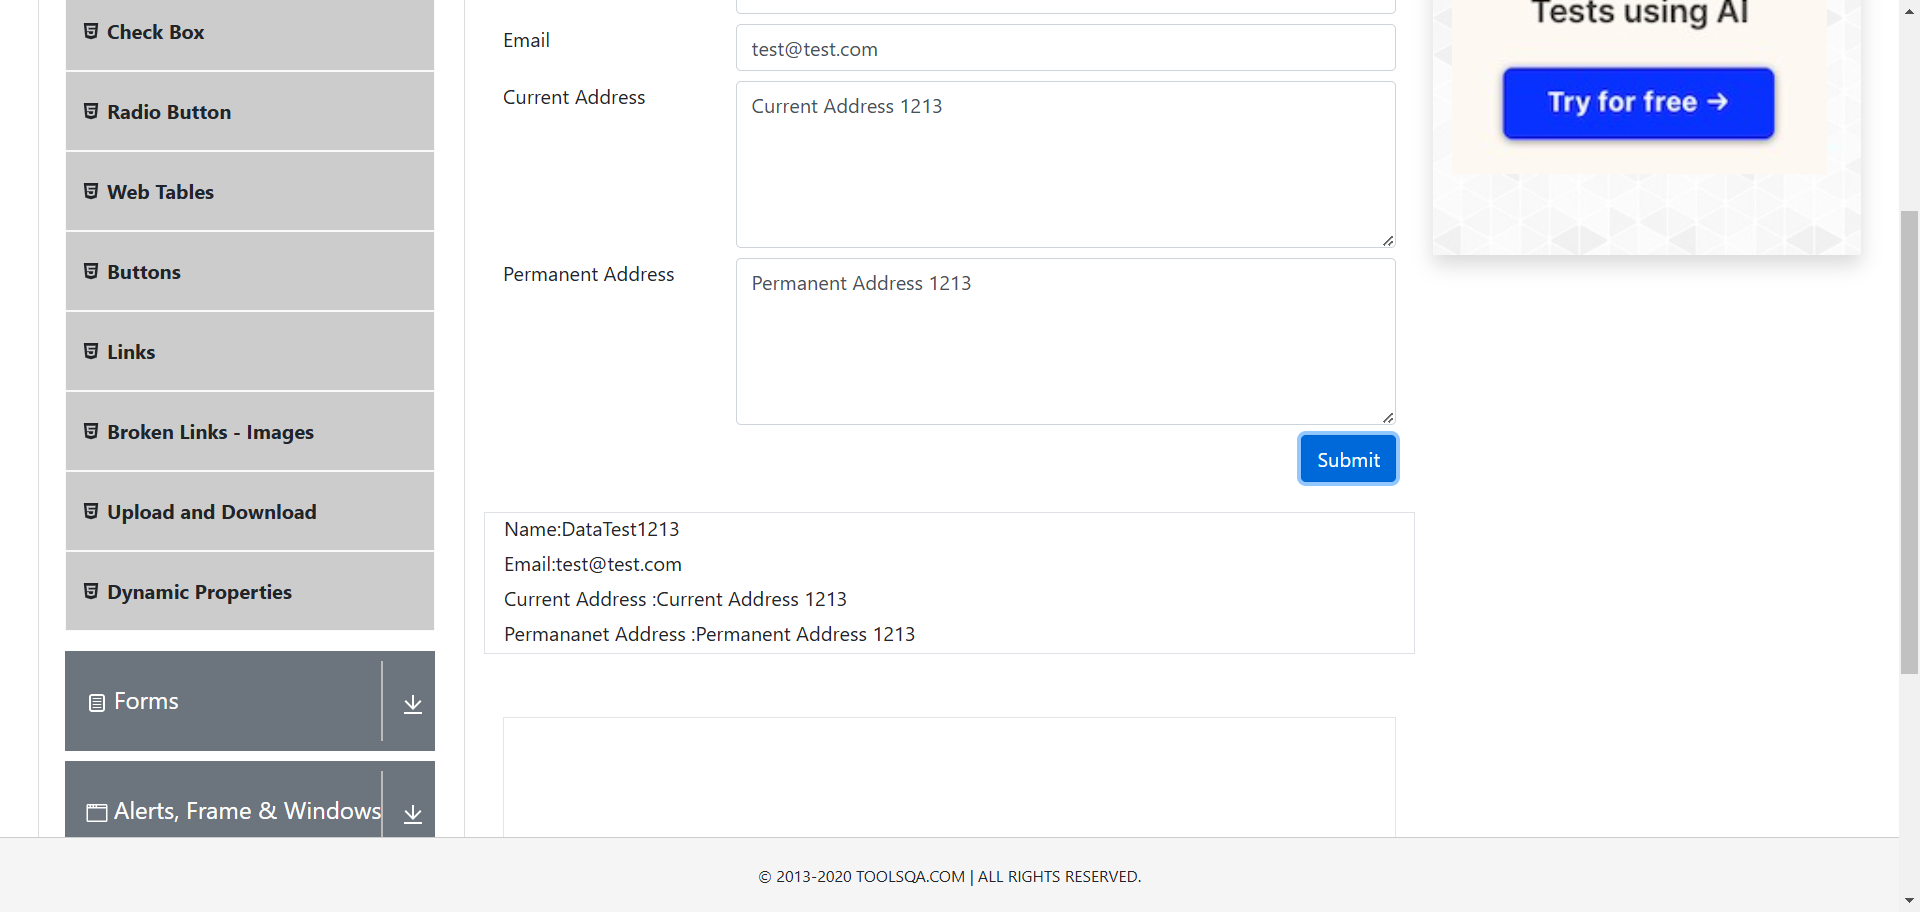 Check Box
Radio Button
Web Tables
Buttons
Links
Broken Links - Images
Upload and Download
Dynamic Properties
Forms
Alerts, Frame & Windows
Email
test@test.com
Current Address
Current Address 1213
Permanent Address
Permanent Address 1213
Submit
Name:DataTest1213
Email:test@test.com
Current Address :Current Address 1213
Permananet Address :Permanent Address 1213
Tests using AI
Try for free →
© 2013-2020 TOOLSQA.COM | ALL RIGHTS RESERVED.